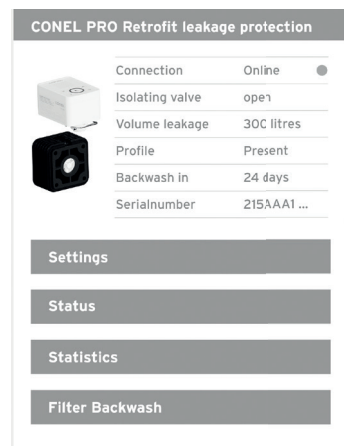 CONEL PRO Retrofit leakage protection
Connection Online
Isolating valve open
Volume leakage 300 litres
Profile Present
Backwash in 24 days
Serialnumber 215AAA1 ...
Settings
Status
Statistics
Filter Backwash